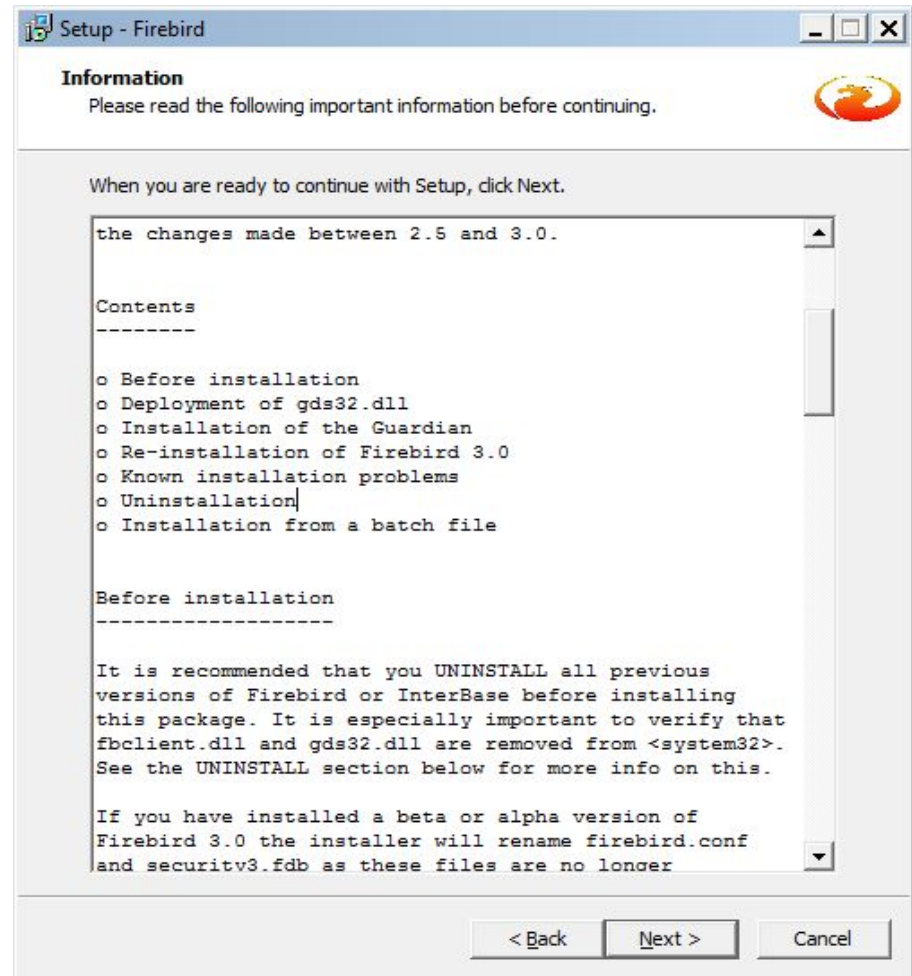 Setup - Firebird
Information
Please read the following important information before continuing.
When you are ready to continue with Setup, click Next.
the changes made between 2.5 and 3.0.
Contents
--------
o Before installation
o Deployment of gds32.dll
o Installation of the Guardian
o Re-installation of Firebird 3.0
o Known installation problems
o Uninstallation
o Installation from a batch file
Before installation
-------------------
It is recommended that you UNINSTALL all previous
versions of Firebird or InterBase before installing
this package. It is especially important to verify that
fbclient.dll and gds32.dll are removed from <system32>.
See the UNINSTALL section below for more info on this.
If you have installed a beta or alpha version of
Firebird 3.0 the installer will rename firebird.conf
and security3.fdb as these files are no longer
< Back
Next >
Cancel